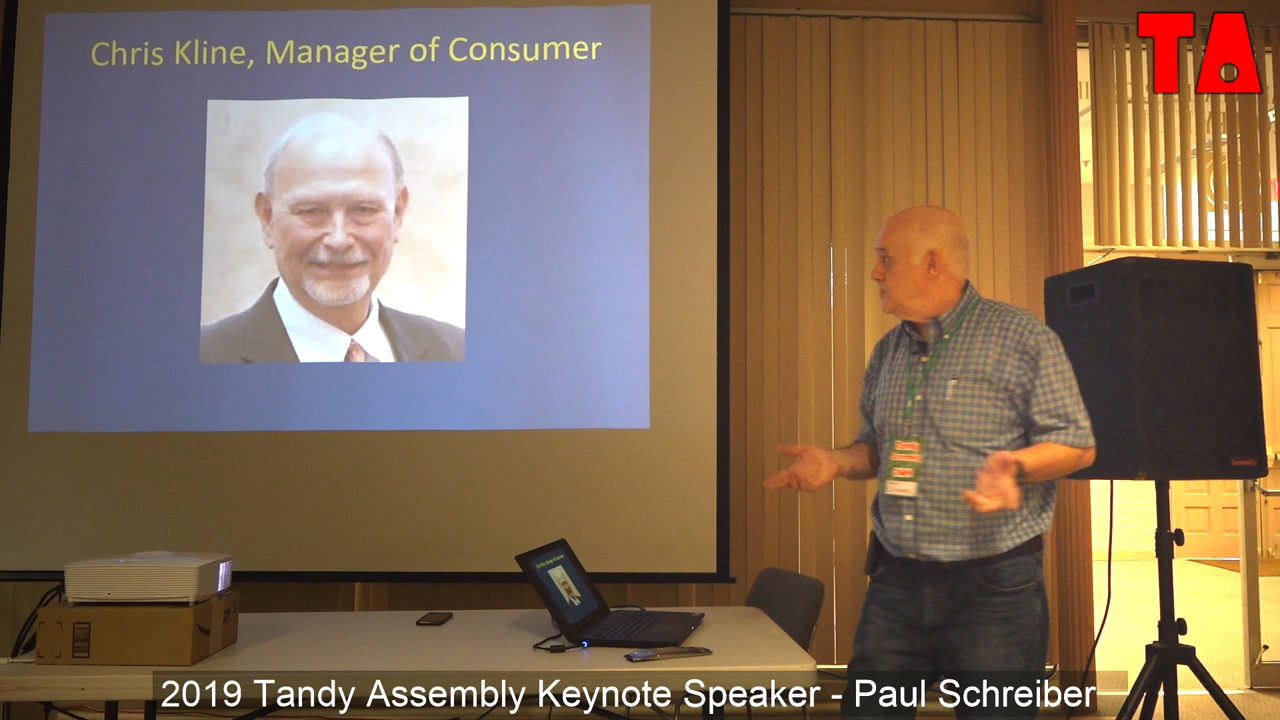 Chris Kline, Manager of Consumer
TA
2019 Tandy Assembly Keynote Speaker - Paul Schreiber